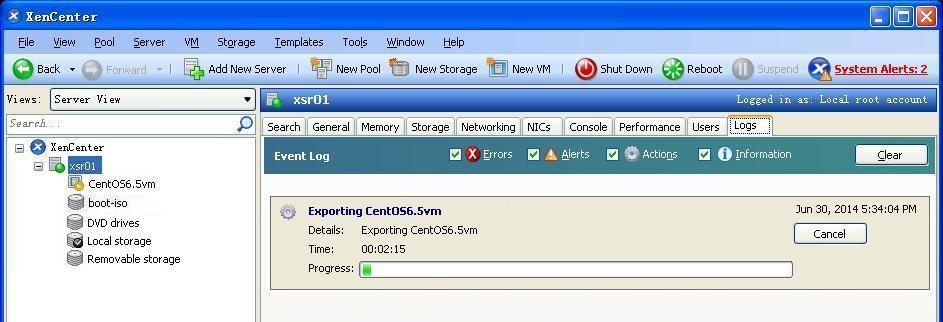 XenCenter
File View Pool Server VM Storage Templates Tools Window Help
Back Forward Add New Server New Pool New Storage New VM Shut Down Reboot Suspend System Alerts: 2
Views: Server View
Search...
XenCenter
xsr01
CentOS6.5vm
boot-iso
DVD drives
Local storage
Removable storage
xsr01 Logged in as: Local root account
Search General Memory Storage Networking NICs Console Performance Users Logs
Event Log Errors Alerts Actions Information Clear
Exporting CentOS6.5vm Jun 30, 2014 5:34:04 PM
Details: Exporting CentOS6.5vm Cancel
Time: 00:02:15
Progress: